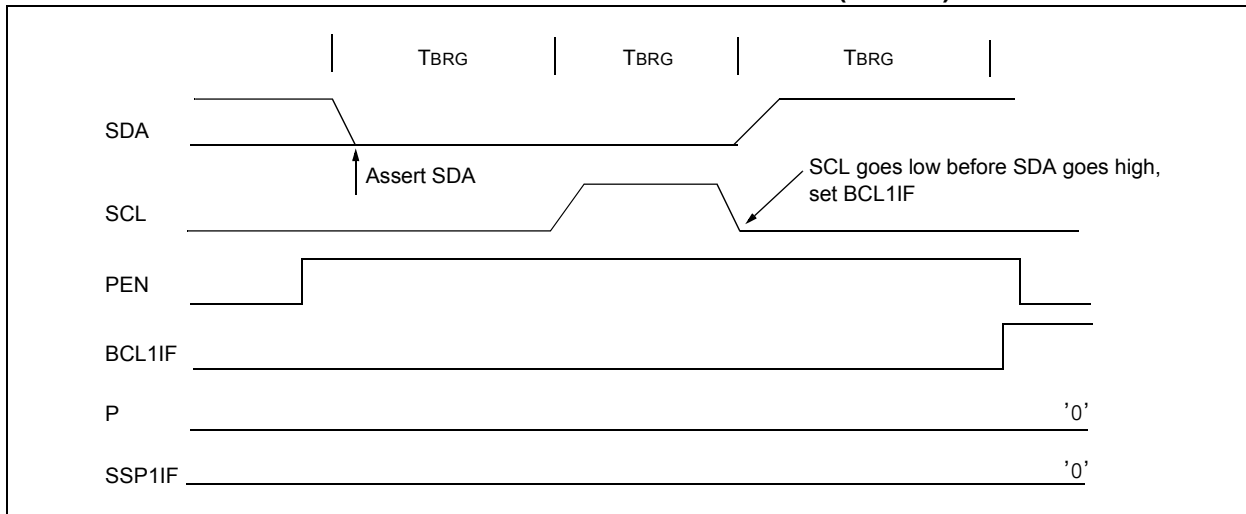 TBRG TBRG TBRG
SDA
Assert SDA
SCL goes low before SDA goes high,
set BCL1IF
SCL
PEN
BCL1IF
P '0'
SSP1IF '0'